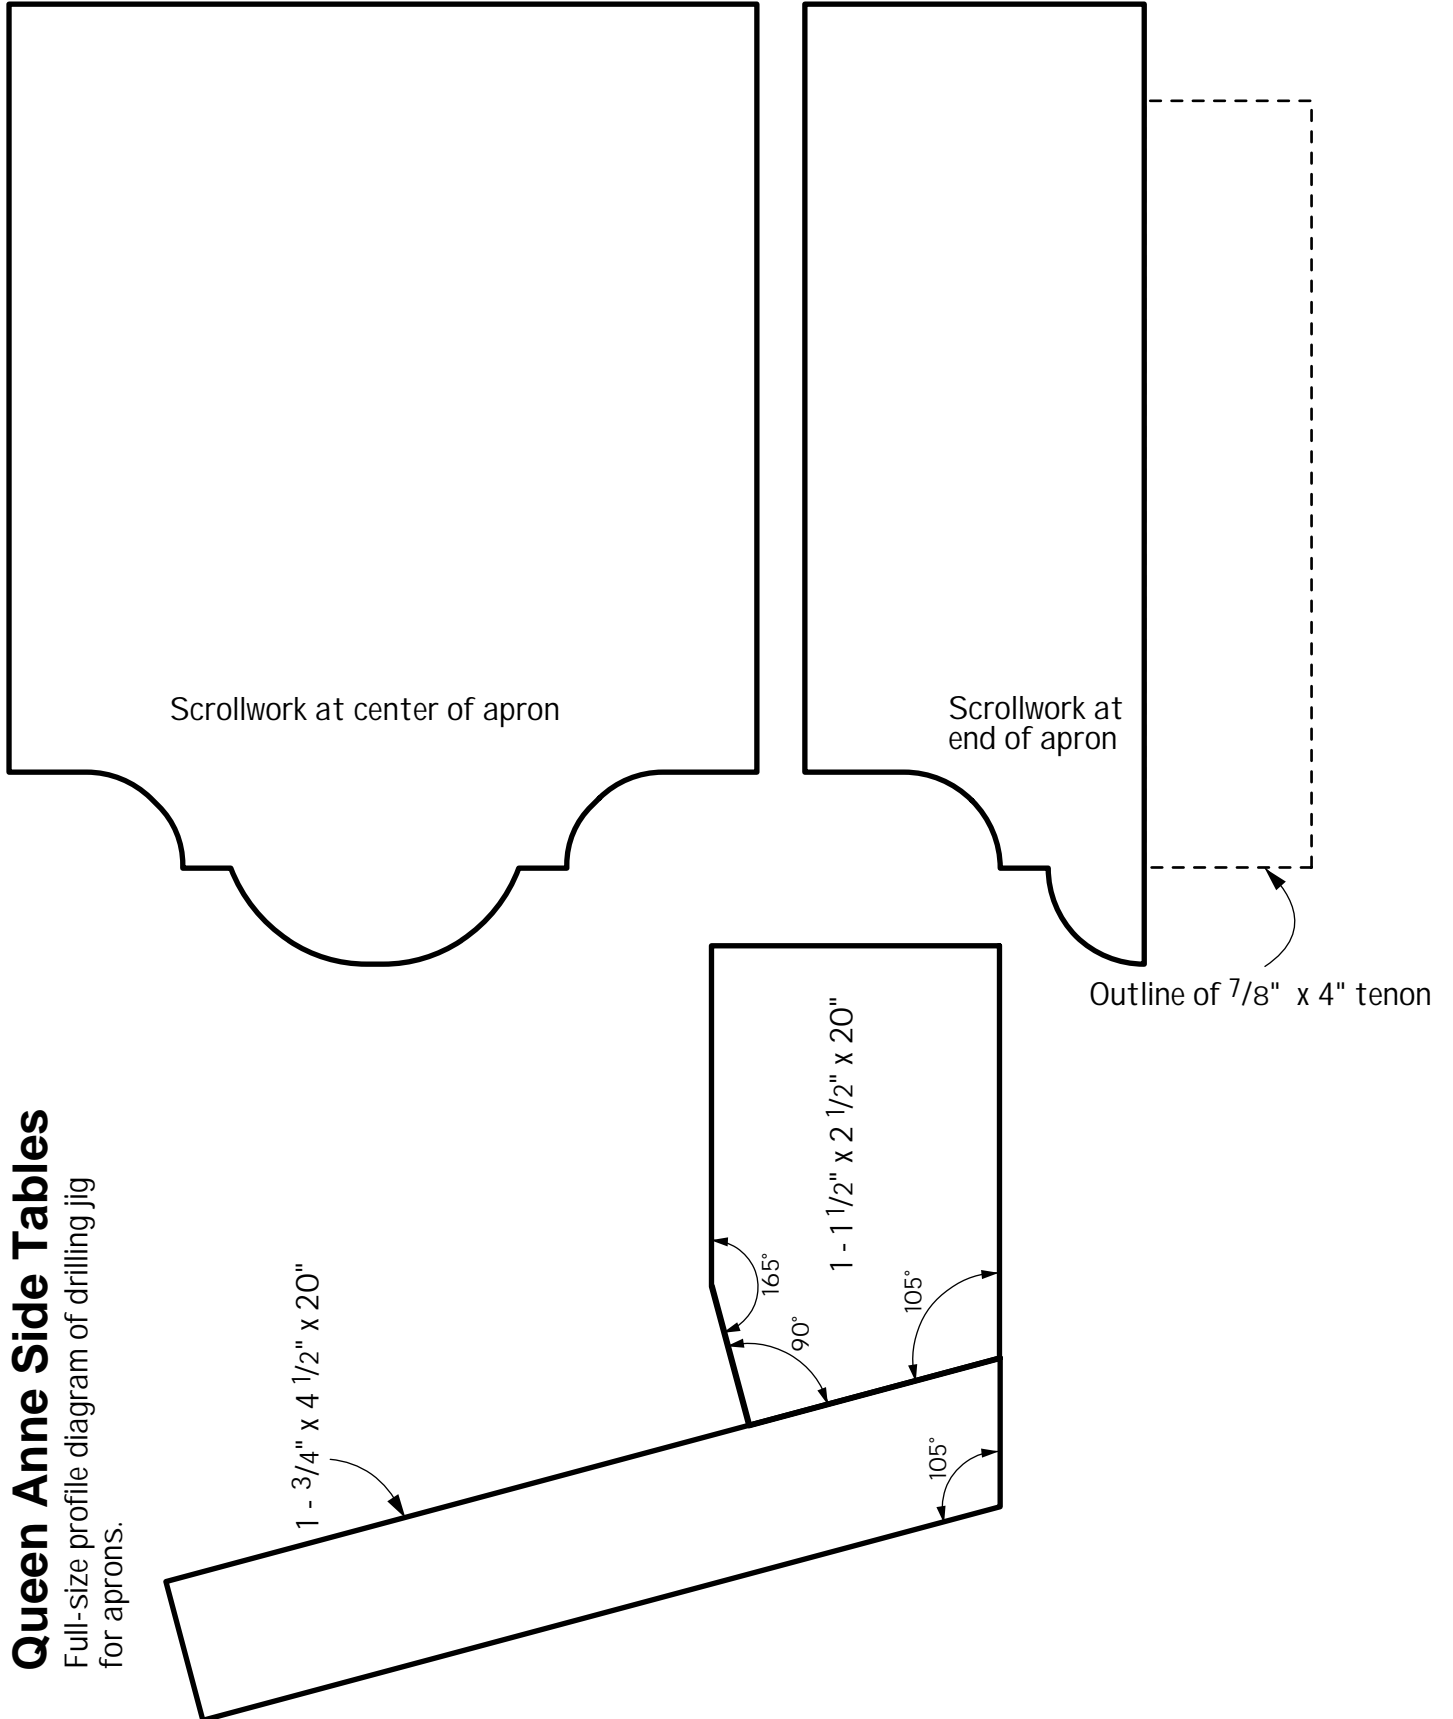 Scrollwork at center of apron
Scrollwork at
end of apron
Outline of 7/8" x 4" tenon
1 - 1 1/2" x 2 1/2" x 20"
165°
90°
105°
105°
1 - 3/4" x 4 1/2" x 20"
Queen Anne Side Tables
Full-size profile diagram of drilling jig
for aprons.